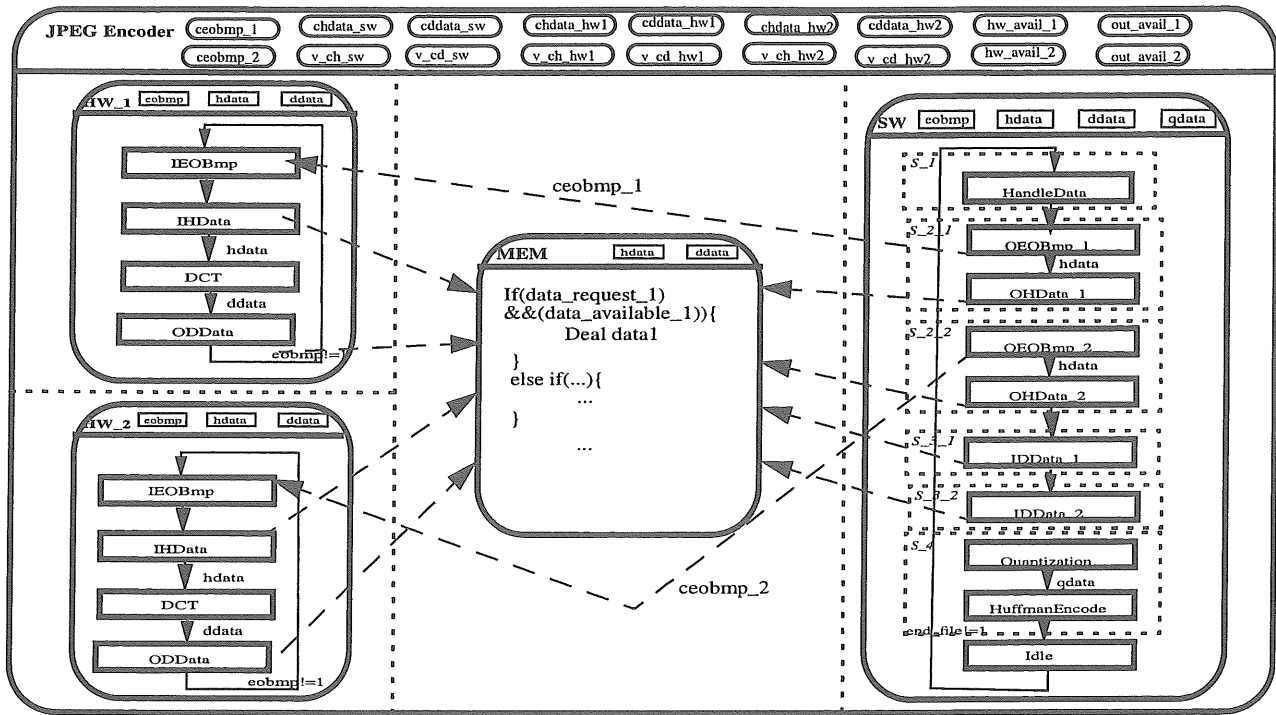 JPEG Encoder
ceobmp_1 chdata_sw cddata_sw chdata_hw1 cddata_hw1 chdata_hw2 cddata_hw2 hw_avail_1 out_avail_1
ceobmp_2 v_ch_sw v_cd_sw v_ch_hw1 v_cd_hw1 v_ch_hw2 v_cd_hw2 hw_avail_2 out_avail_2
HW_1 eobmp hdata ddata
IEOBmp
IHData
hdata
DCT
ddata
ODData
eobmp!=1
HW_2 eobmp hdata ddata
IEOBmp
IHData
hdata
DCT
ddata
ODData
eobmp!=1
ceobmp_1
MEM hdata ddata
If(data_request_1)
&&(data_available_1)){
Deal data1
}
else if(...){
...
}
...
ceobmp_2
SW eobmp hdata ddata qdata
S_1
HandleData
S_2_1
OEOBmp_1
hdata
OHData_1
S_2_2
OEOBmp_2
hdata
OHData_2
S_3_1
IDData_1
S_3_2
IDData_2
S_4
Quantization
qdata
HuffmanEncode
end_file!=1
Idle